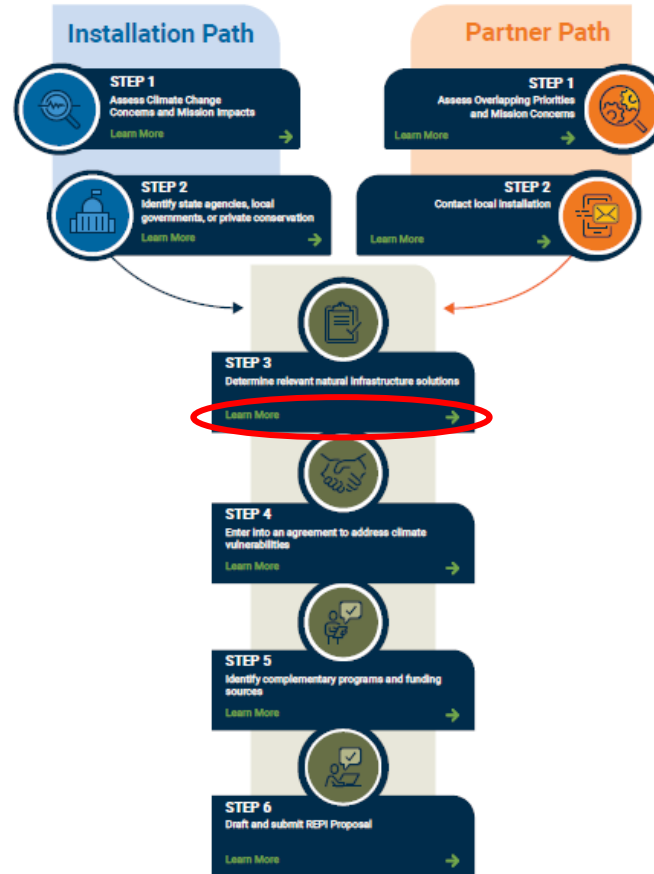 Installation Path
STEP 1
Assess Climate Change
Concerns and Mission Impacts
Learn More
STEP 2
Identify state agencies, local
governments, or private conservation
Learn More
Partner Path
STEP 1
Assess Overlapping Priorities
and Mission Concerns
Learn More
STEP 2
Contact local installation
Learn More
STEP 3
Determine relevant natural infrastructure solutions
Learn More
STEP 4
Enter into an agreement to address climate
vulnerabilities
Learn More
STEP 5
Identify complementary programs and funding
sources
Learn More
STEP 6
Draft and submit REPI Proposal
Learn More